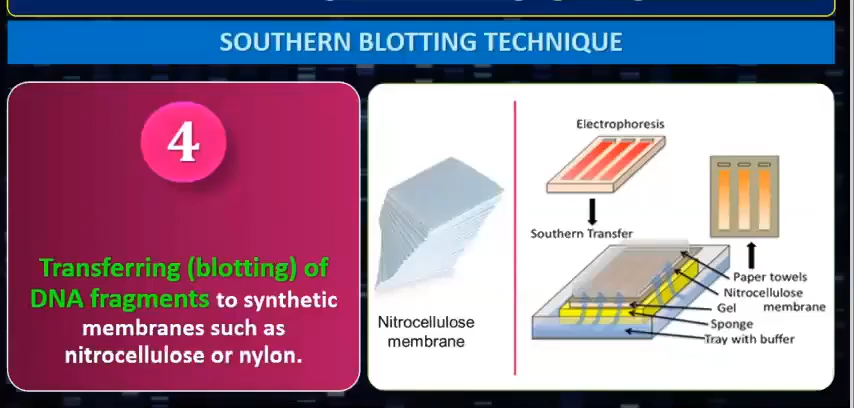 SOUTHERN BLOTTING TECHNIQUE
4
Transferring (blotting) of
DNA fragments to synthetic
membranes such as
nitrocellulose or nylon.
Nitrocellulose
membrane
Electrophoresis
Southern Transfer
Paper towels
Nitrocellulose
membrane
Gel
Sponge
Tray with buffer